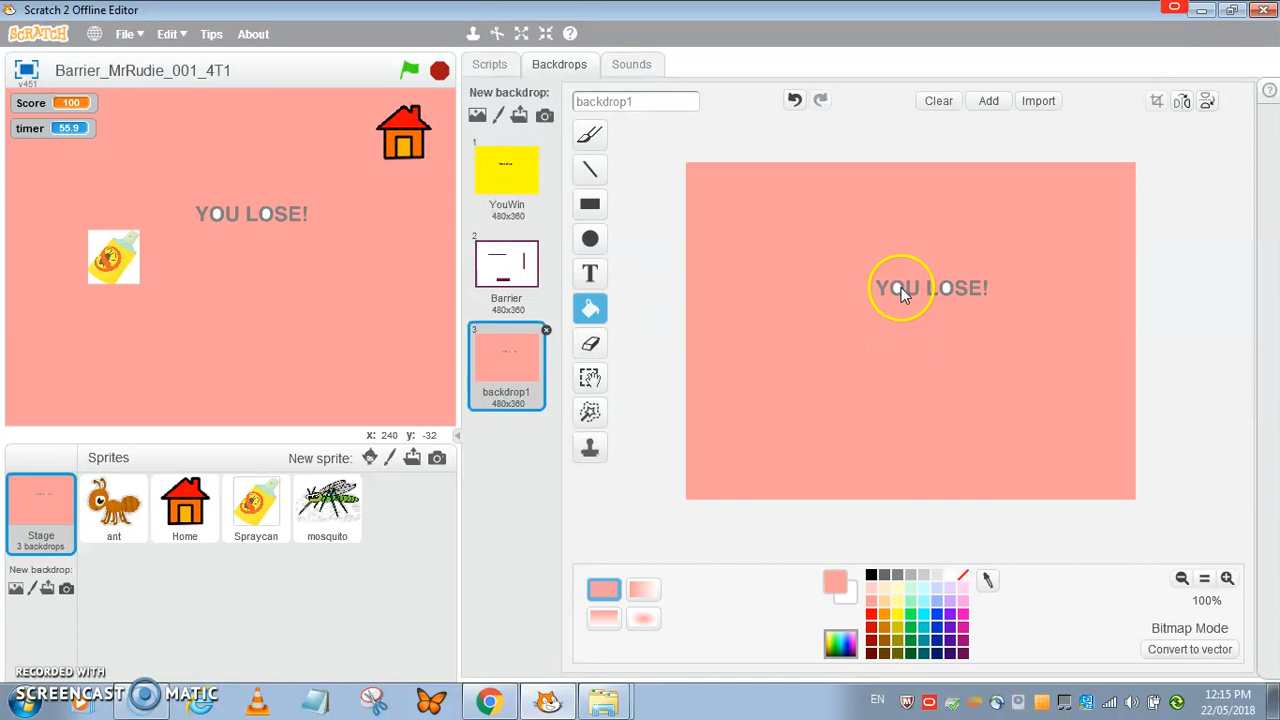 Scratch 2 Offline Editor
SCRATCH File Edit Tips About
Barrier_MrRudie_001_4T1
v451
Score 100
timer 55.9
YOU LOSE!
x: 240 y: -32
Sprites New sprite:
Stage
3 backdrops
New backdrop:
ant
Home
Spraycan
mosquito
Scripts Backdrops Sounds
New backdrop:
1
YouWin
480x360
2
Barrier
480x360
3
backdrop1
480x360
backdrop1
Clear Add Import
T
YOU LOSE!
100%
Bitmap Mode
Convert to vector
RECORDED WITH
SCREENCAST MATIC
EN
12:15 PM
22/05/2018